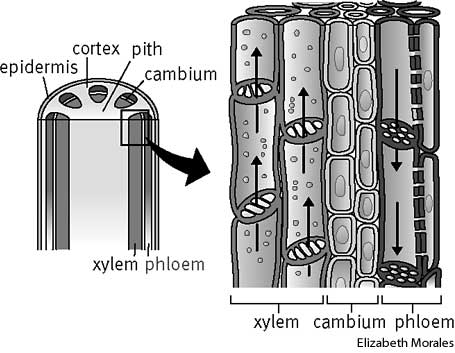 cortex
pith
epidermis
cambium
xylem phloem
xylem cambium phloem
Elizabeth Morales